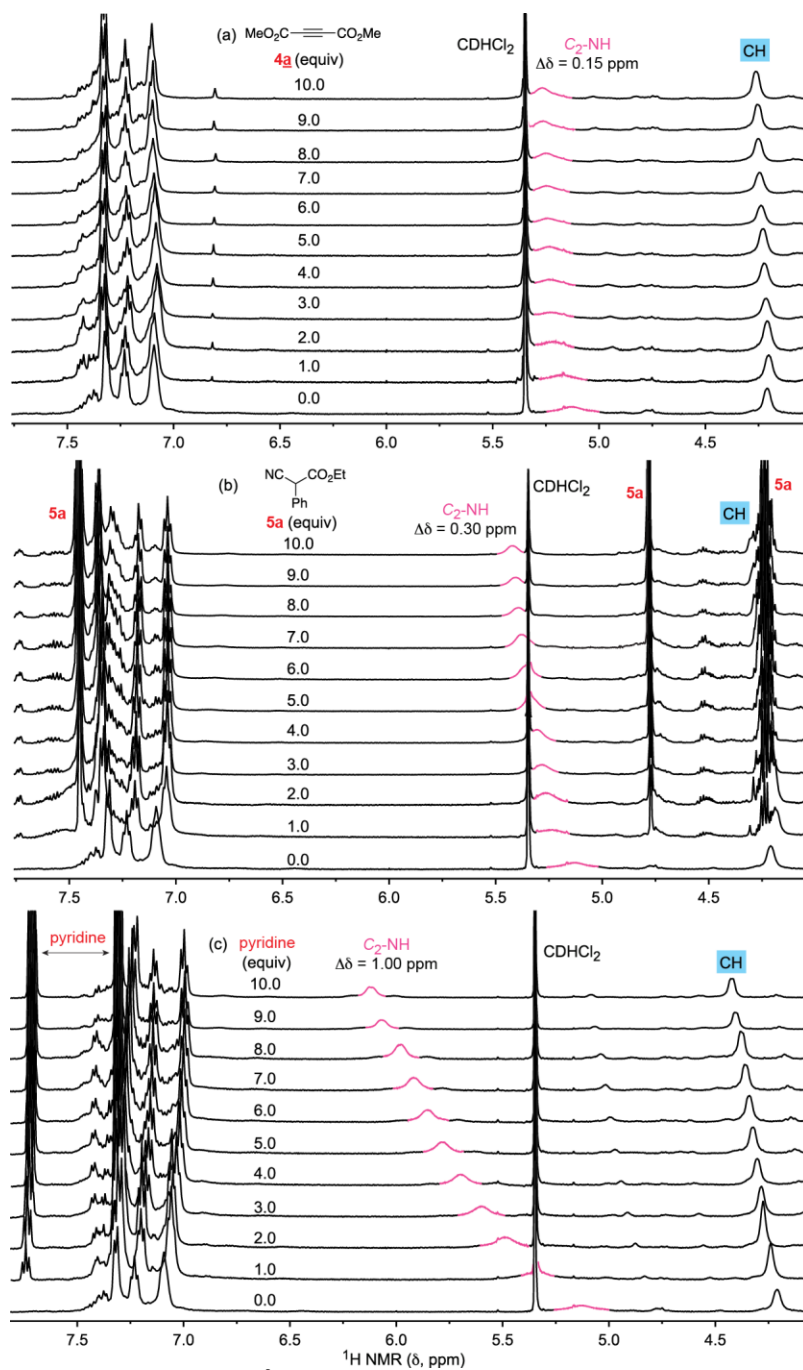 (a) MeO2C CO2Me
4a (equiv)
CDHCl2
C2-NH
Δδ = 0.15 ppm
CH
10.0
9.0
8.0
7.0
6.0
5.0
4.0
3.0
2.0
1.0
0.0
7.5 7.0 6.5 6.0 5.5 5.0 4.5
(b) NC CO2Et
Ph
5a
5a (equiv)
C2-NH
Δδ = 0.30 ppm
CDHCl2
5a
CH
5a
10.0
9.0
8.0
7.0
6.0
5.0
4.0
3.0
2.0
1.0
0.0
7.5 7.0 6.5 6.0 5.5 5.0 4.5
pyridine
(c) pyridine
(equiv)
C2-NH
Δδ = 1.00 ppm
CDHCl2
CH
10.0
9.0
8.0
7.0
6.0
5.0
4.0
3.0
2.0
1.0
0.0
7.5 7.0 6.5 6.0 5.5 5.0 4.5
1H NMR (δ, ppm)